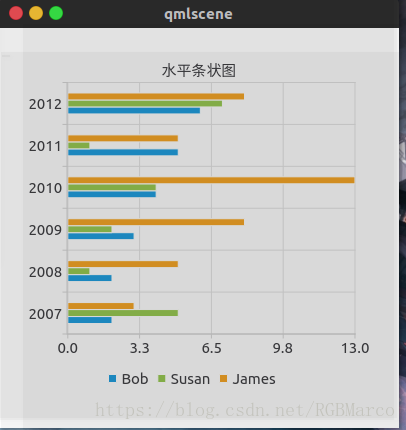 qmlscene
水平条状图
2012
2011
2010
2009
2008
2007
0.0 3.3 6.5 9.8 13.0
Bob Susan James
https://blog.csdn.net/RGBMarco